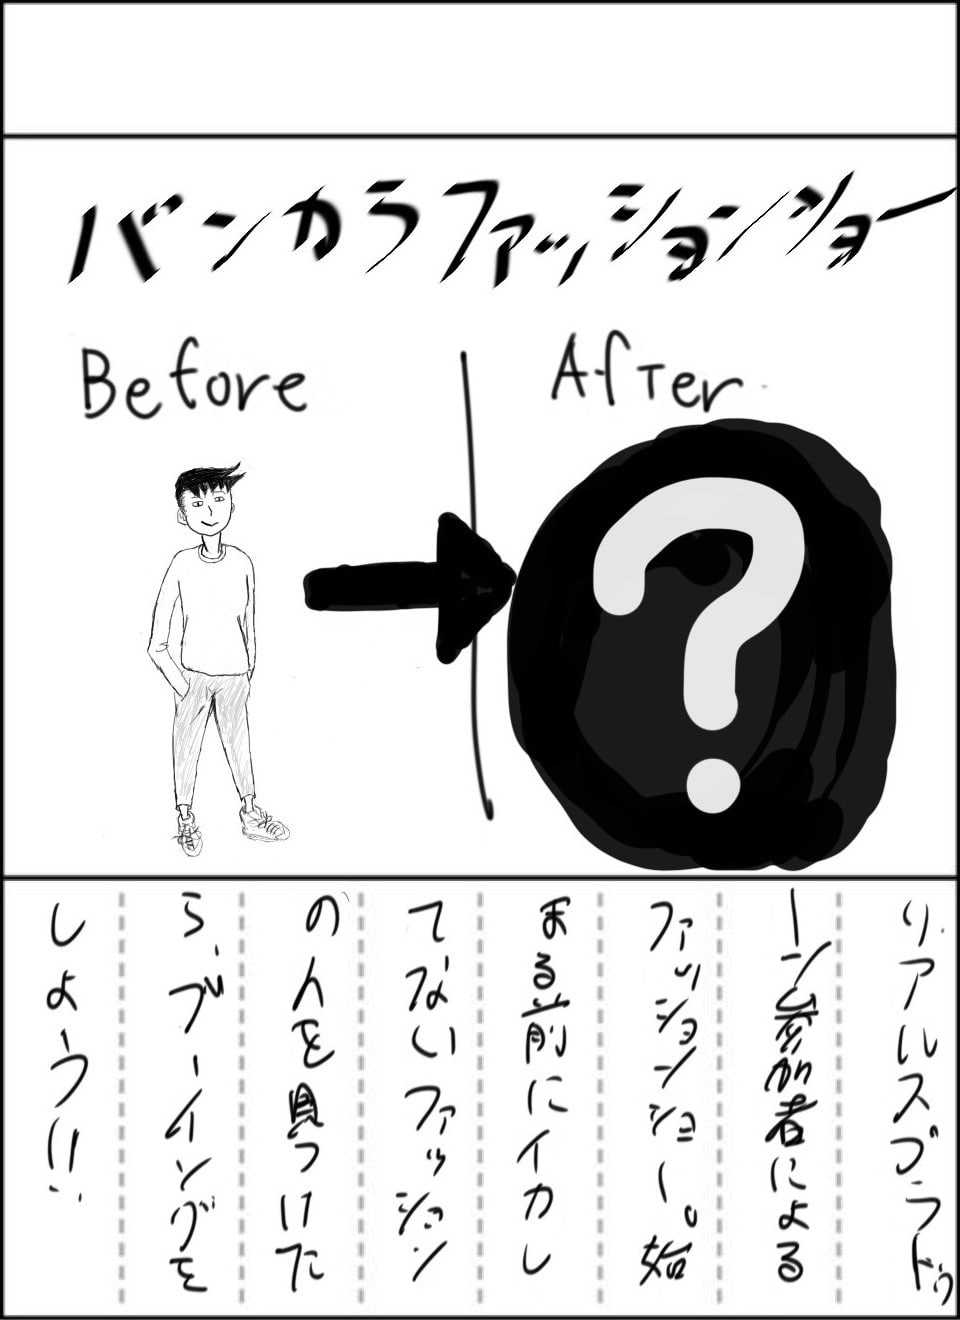 バンカラファッションショー
Before
After
リアルスプラトゥ
ーン参加者による
ファッションショー。始
まる前にイカし
てないファッション
の人を見つけた
ら、ブーイングを
しよーう!!